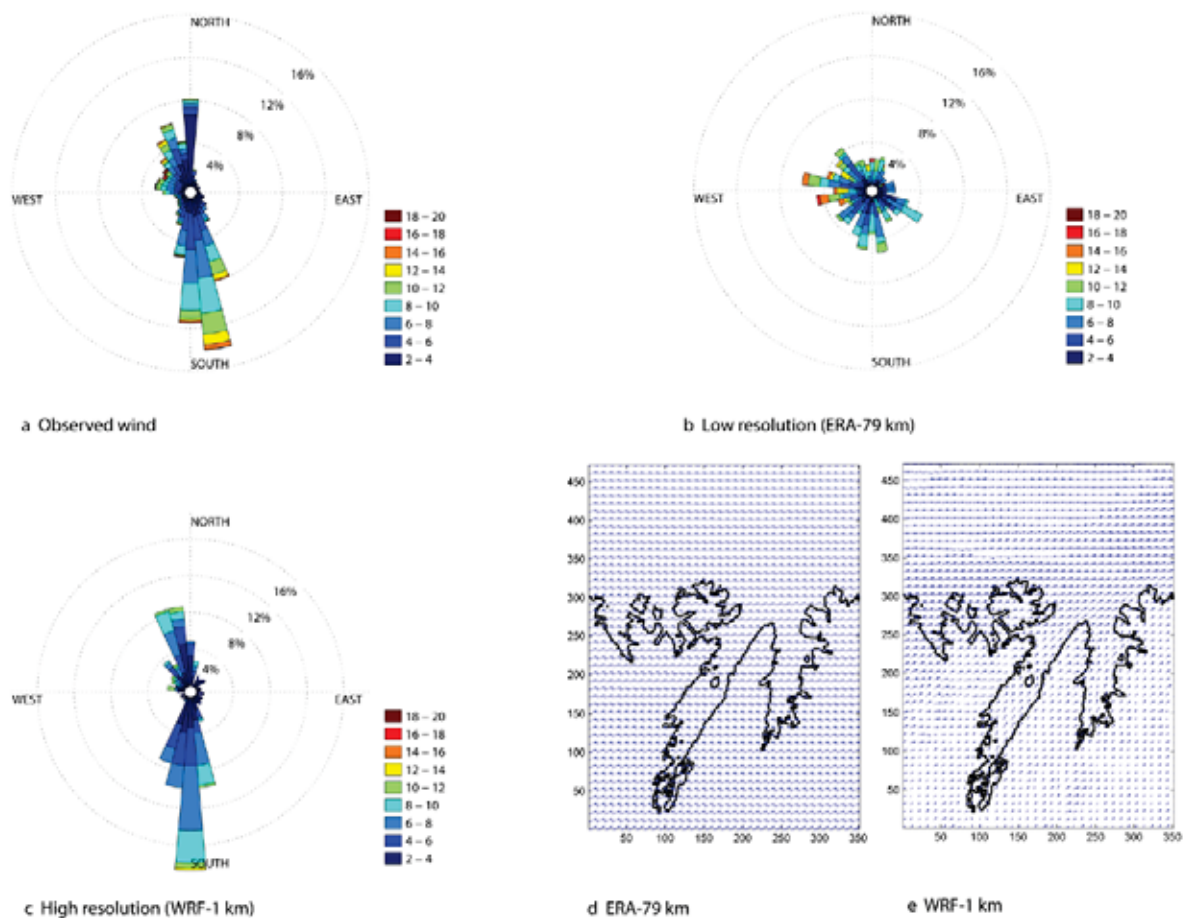 NORTH
16%
12%
8%
4%
WEST
EAST
SOUTH
18 – 20
16 – 18
14 – 16
12 – 14
10 – 12
8 – 10
6 – 8
4 – 6
2 – 4
a Observed wind
NORTH
16%
12%
8%
4%
WEST
EAST
SOUTH
18 – 20
16 – 18
14 – 16
12 – 14
10 – 12
8 – 10
6 – 8
4 – 6
2 – 4
b Low resolution (ERA-79 km)
NORTH
16%
12%
8%
4%
WEST
EAST
SOUTH
18 – 20
16 – 18
14 – 16
12 – 14
10 – 12
8 – 10
6 – 8
4 – 6
2 – 4
c High resolution (WRF-1 km)
450
400
350
300
250
200
150
100
50
50 100 150 200 250 300 350
d ERA-79 km
450
400
350
300
250
200
150
100
50
50 100 150 200 250 300 350
e WRF-1 km